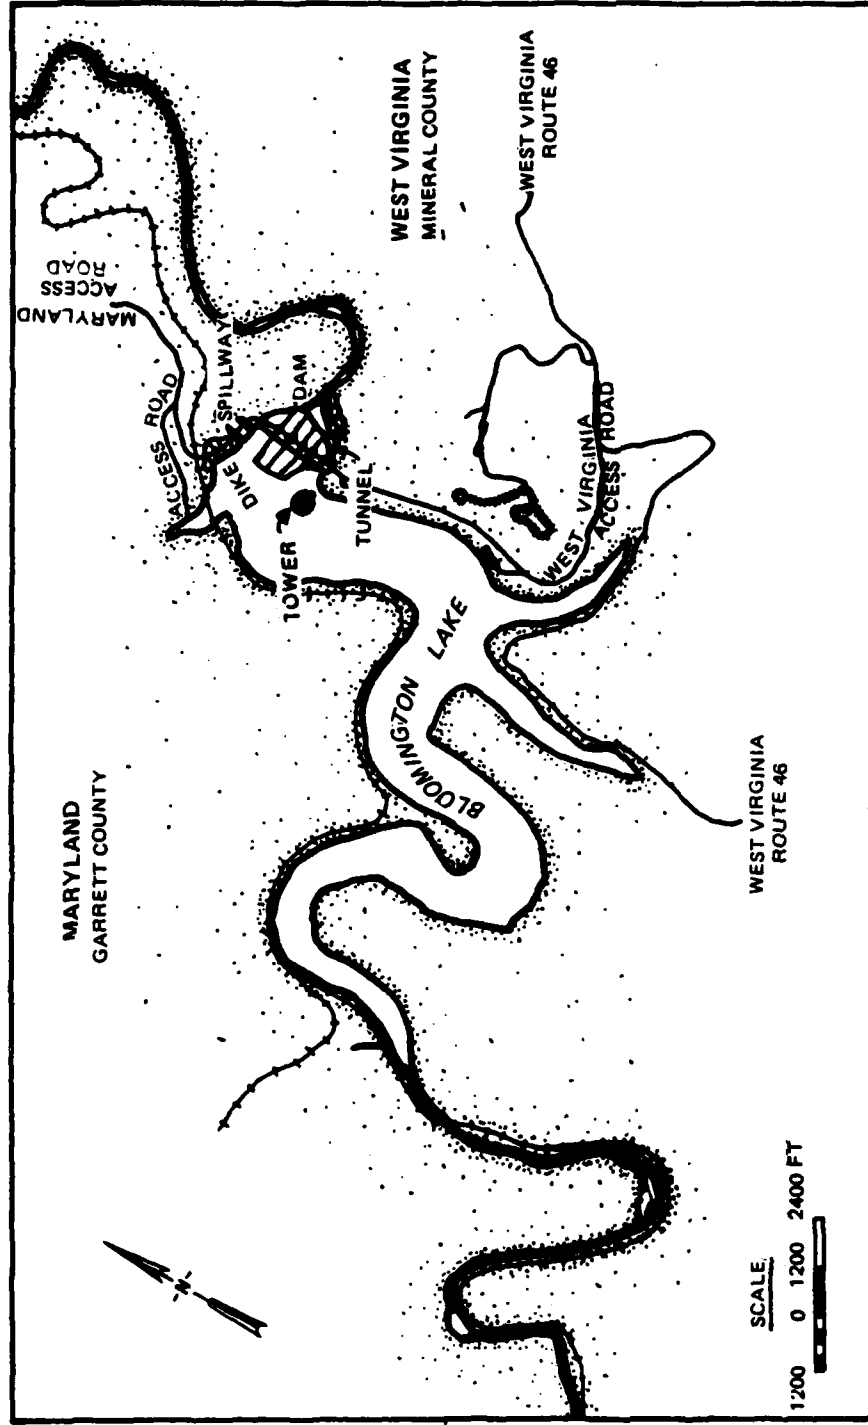 MARYLAND
GARRETT COUNTY
WEST VIRGINIA
MINERAL COUNTY
WEST VIRGINIA
ROUTE 46
MARYLAND
ACCESS
ROAD
ACCESS ROAD
SPILLWAY
DIKE
DAM
TOWER
TUNNEL
WEST VIRGINIA
ACCESS ROAD
BLOOMINGTON LAKE
WEST VIRGINIA
ROUTE 46
N
SCALE
1200 0 1200 2400 FT